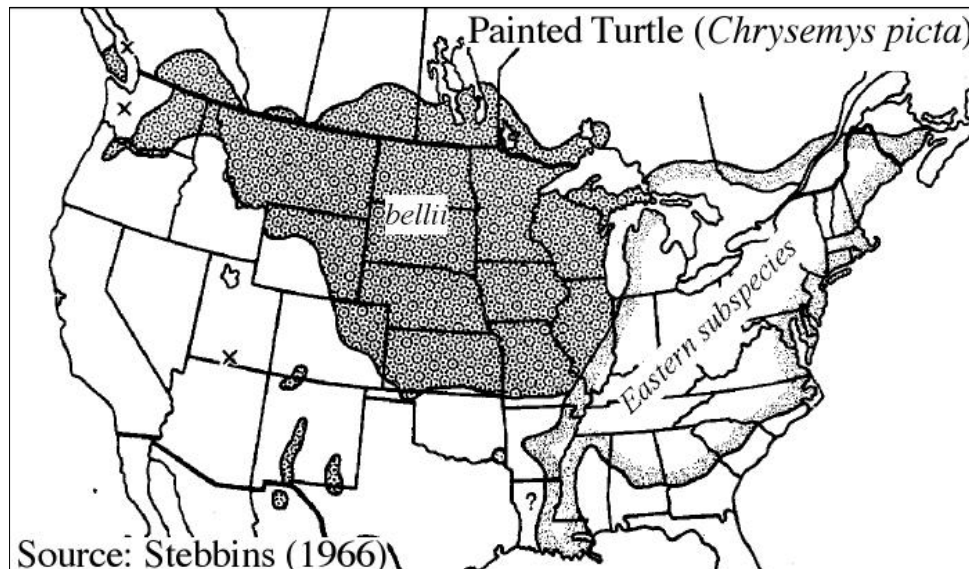 Painted Turtle (Chrysemys picta)
bellii
Eastern subspecies
?
Source: Stebbins (1966)